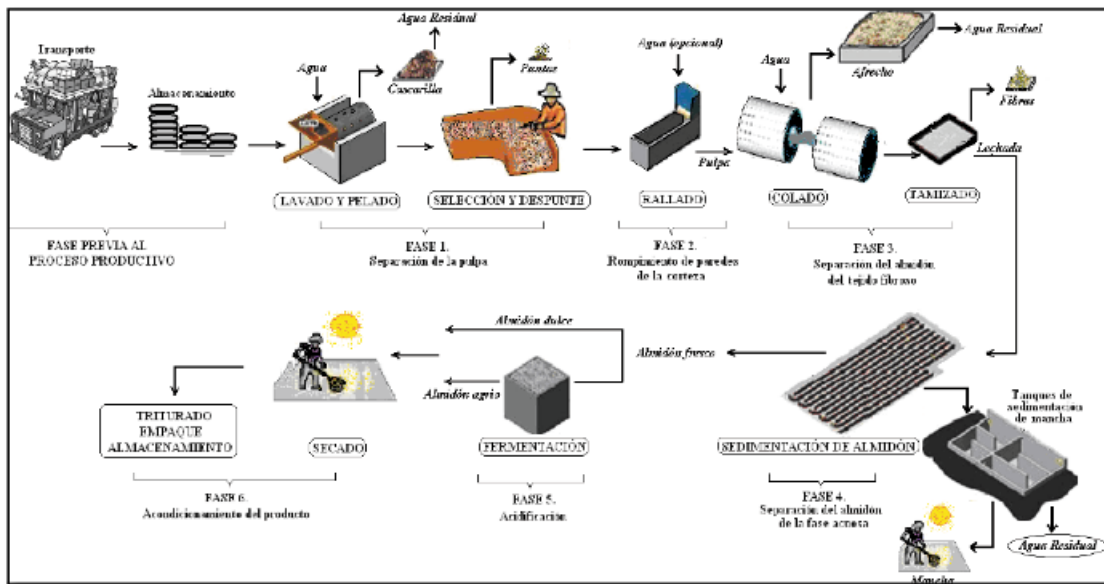 Transporte
Almacenamiento
Agua
Agua Residual
Cascarilla
Puntas
Agua (opcional)
Pulpa
Agua
Afrecho
Agua Residual
Fibras
Lechada
LAVADO Y PELADO
SELECCIÓN Y DESPUNTE
RALLADO
COLADO
TAMIZADO
FASE PREVIA AL
PROCESO PRODUCTIVO
FASE 1.
Separación de la pulpa
FASE 2.
Rompimiento de paredes
de la corteza
FASE 3.
Separación del almidón
del tejido fibroso
Almidón dulce
Almidón fresco
Almidón agrio
TRITURADO
EMPAQUE
ALMACENAMIENTO
SECADO
FERMENTACIÓN
SEDIMENTACIÓN DE ALMIDÓN
Tanques de
sedimentación
de mancha
FASE 6.
Acondicionamiento del producto
FASE 5.
Acidificación
FASE 4.
Separación del almidón
de la fase acuosa
Mancha
Agua Residual